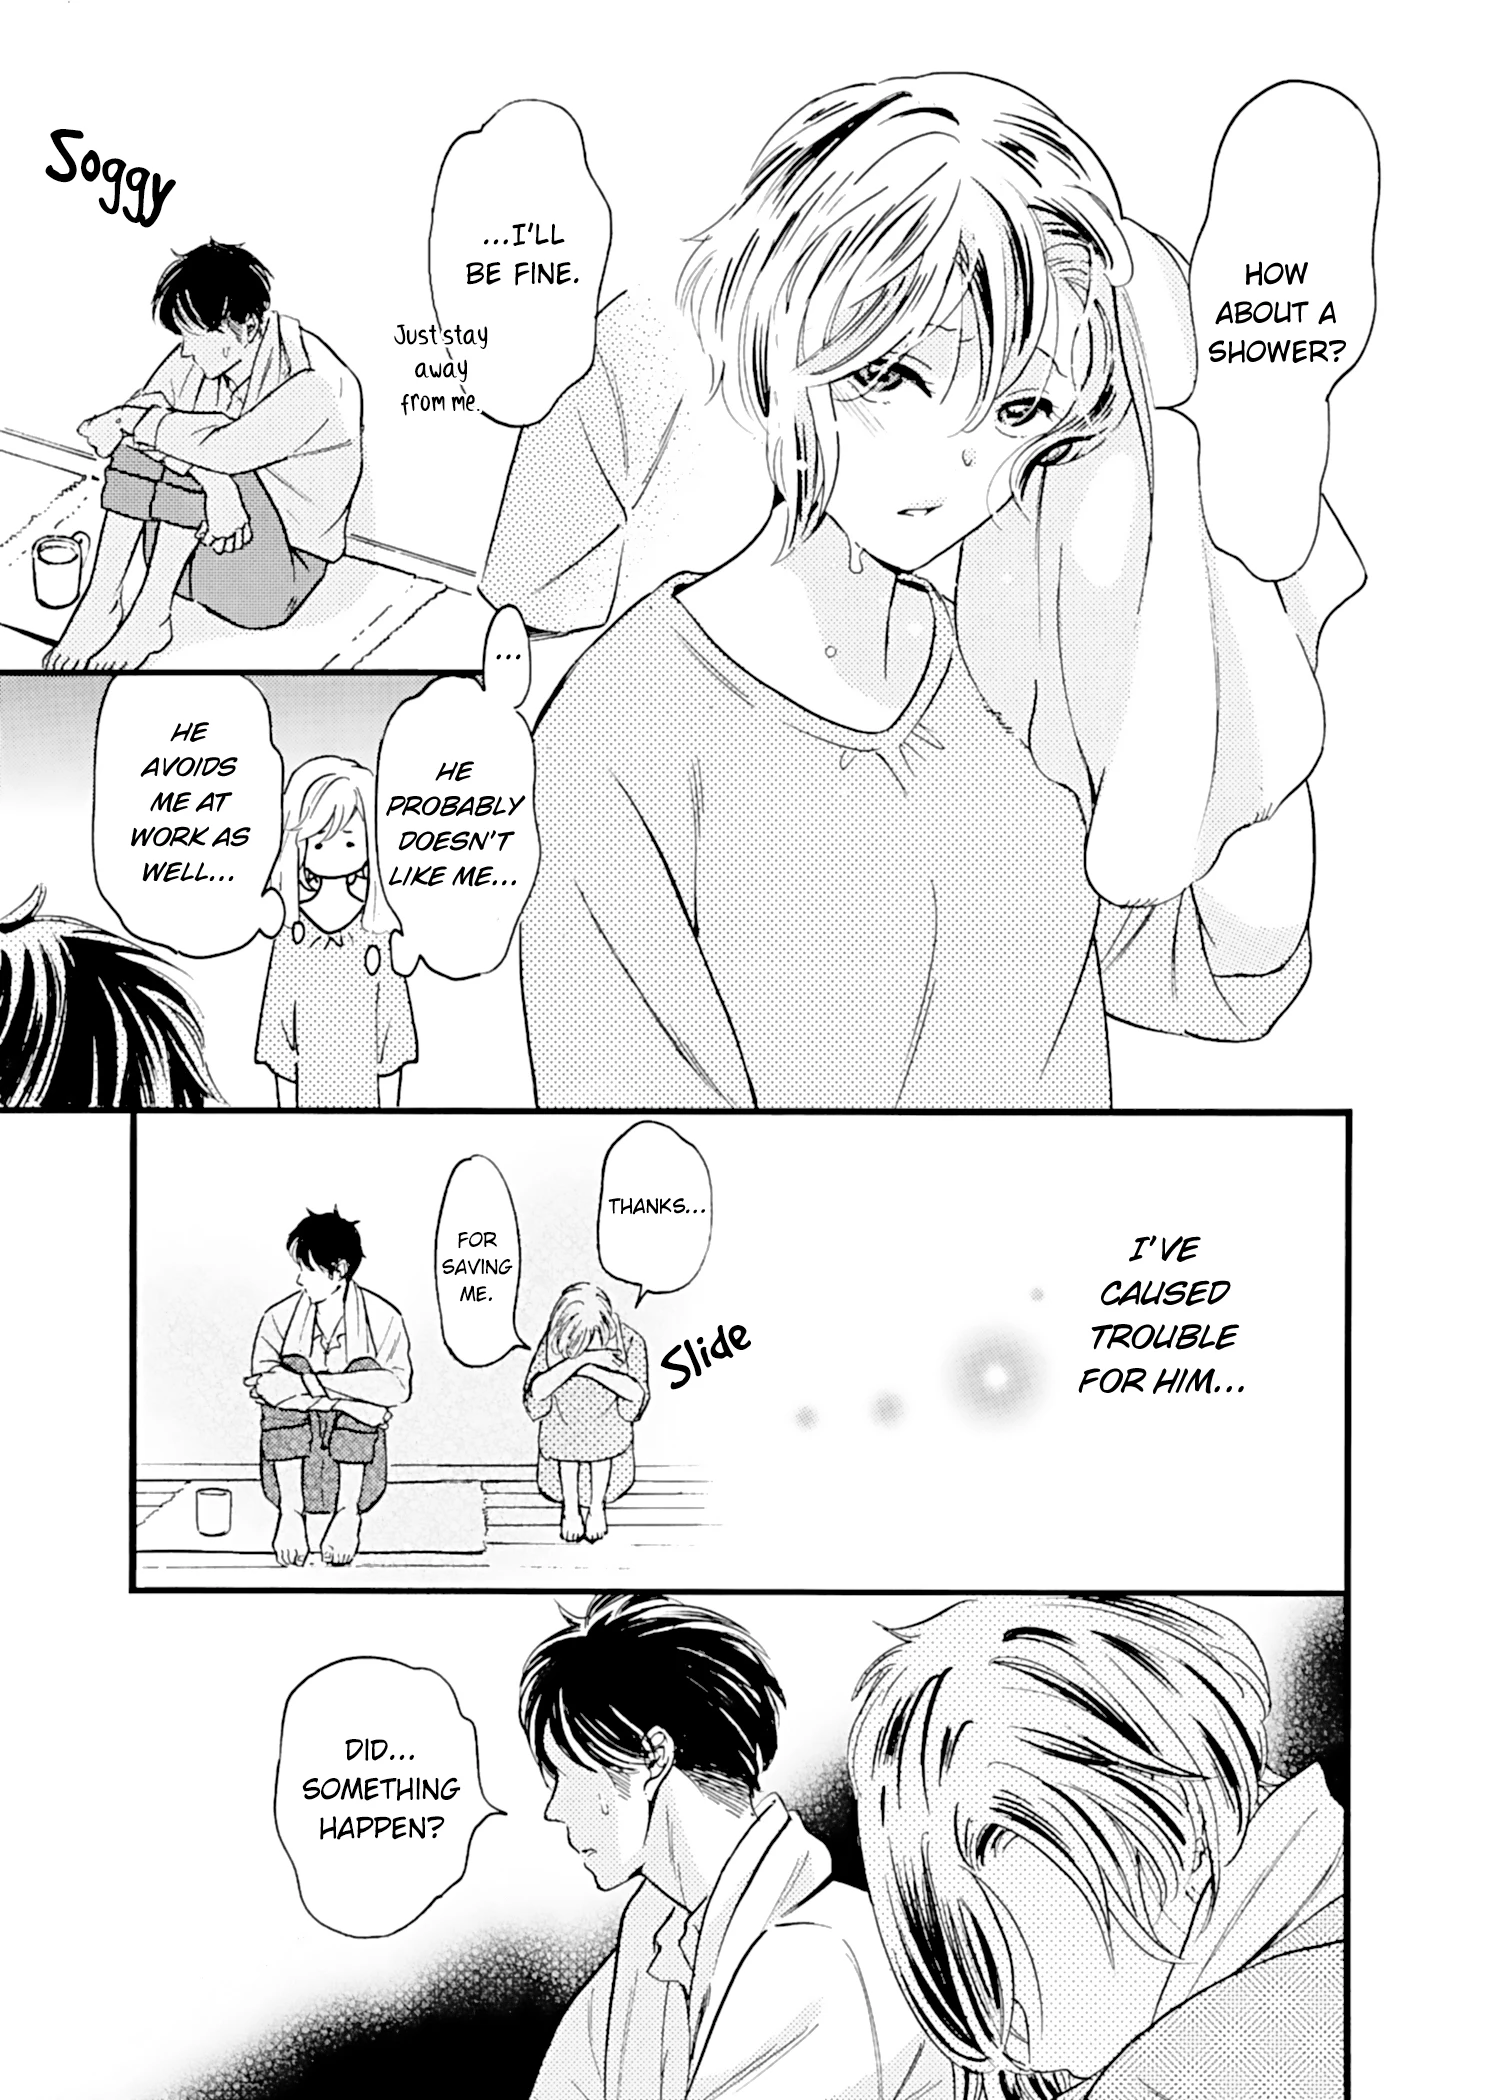 HOW
ABOUT A
SHOWER?
...I'LL
BE FINE.
Just stay
away
from me.
Soggy
...
HE
PROBABLY
DOESN'T
LIKE ME...
HE
AVOIDS
ME AT
WORK AS
WELL...
I'VE
CAUSED
TROUBLE
FOR HIM...
Slide
THANKS...
FOR
SAVING
ME.
DID...
SOMETHING
HAPPEN?